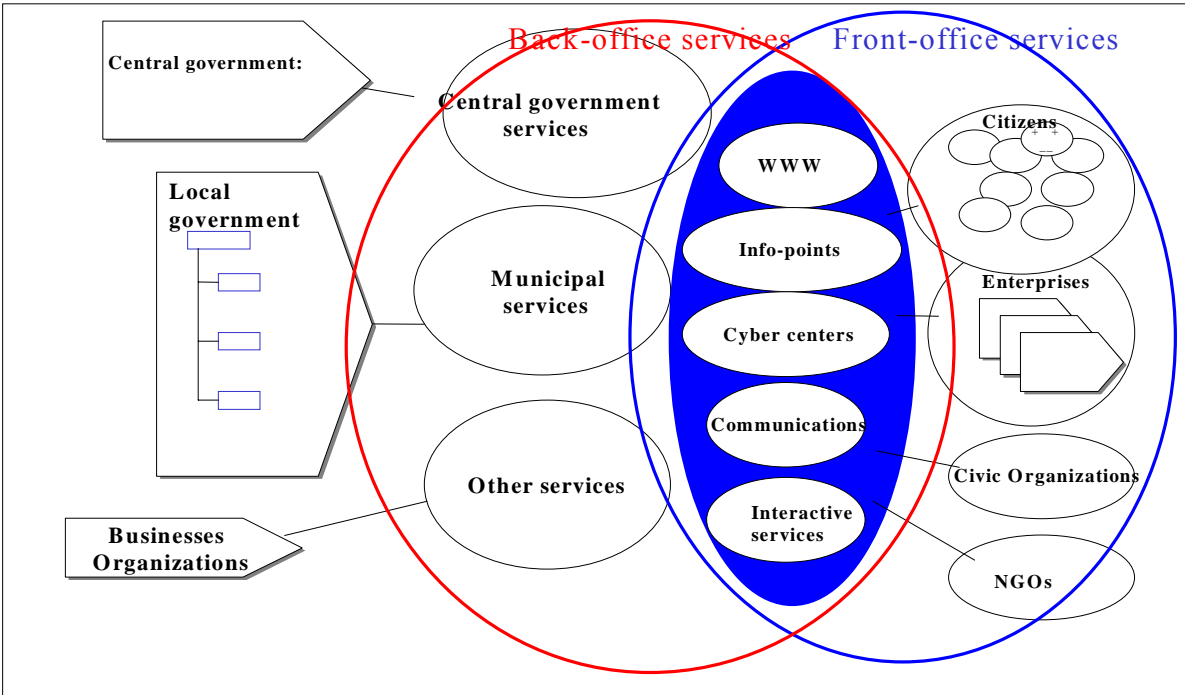 Back-office services
Front-office services
Central government:
Central government
services
Citizens
+ +
__
WWW
Local
government
Info-points
Municipal
services
Enterprises
Cyber centers
Communications
Civic Organizations
Other services
Interactive
services
Businesses
Organizations
NGOs